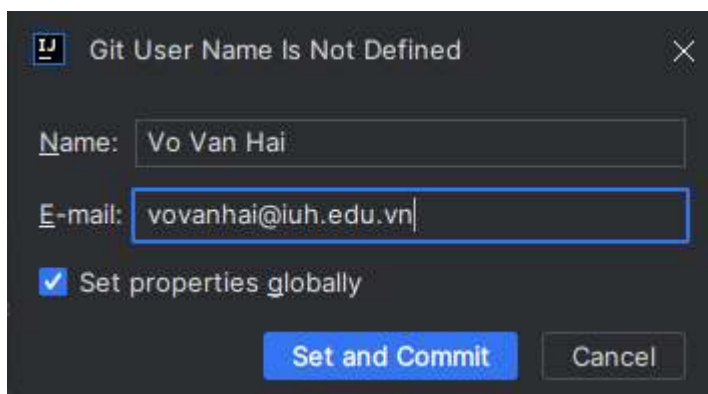 IJ Git User Name Is Not Defined
Name: Vo Van Hai
E-mail: vovanhai@iuh.edu.vn
Set properties globally
Set and Commit Cancel